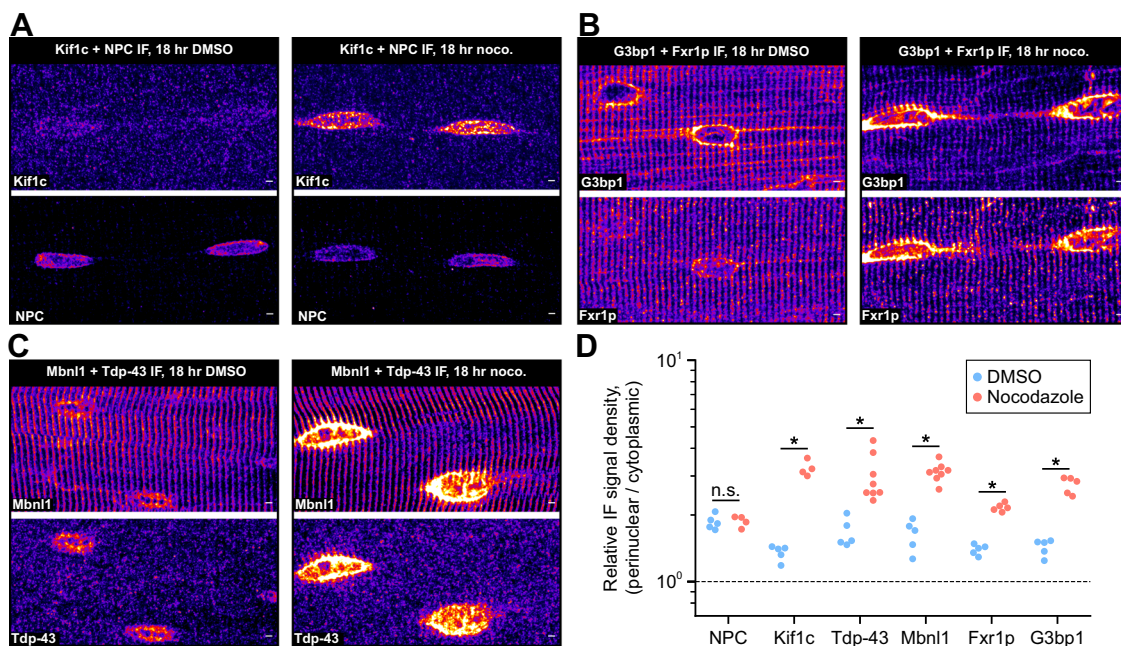 A
Kif1c + NPC IF, 18 hr DMSO
Kif1c + NPC IF, 18 hr noco.
Kif1c
Kif1c
NPC
NPC
B
G3bp1 + Fxr1p IF, 18 hr DMSO
G3bp1 + Fxr1p IF, 18 hr noco.
G3bp1
G3bp1
Fxr1p
Fxr1p
C
Mbnl1 + Tdp-43 IF, 18 hr DMSO
Mbnl1 + Tdp-43 IF, 18 hr noco.
Mbnl1
Mbnl1
Tdp-43
Tdp-43
D
Relative IF signal density,
(perinuclear / cytoplasmic)
10¹
10⁰
DMSO
Nocodazole
n.s.
*
*
*
*
*
NPC
Kif1c
Tdp-43
Mbnl1
Fxr1p
G3bp1